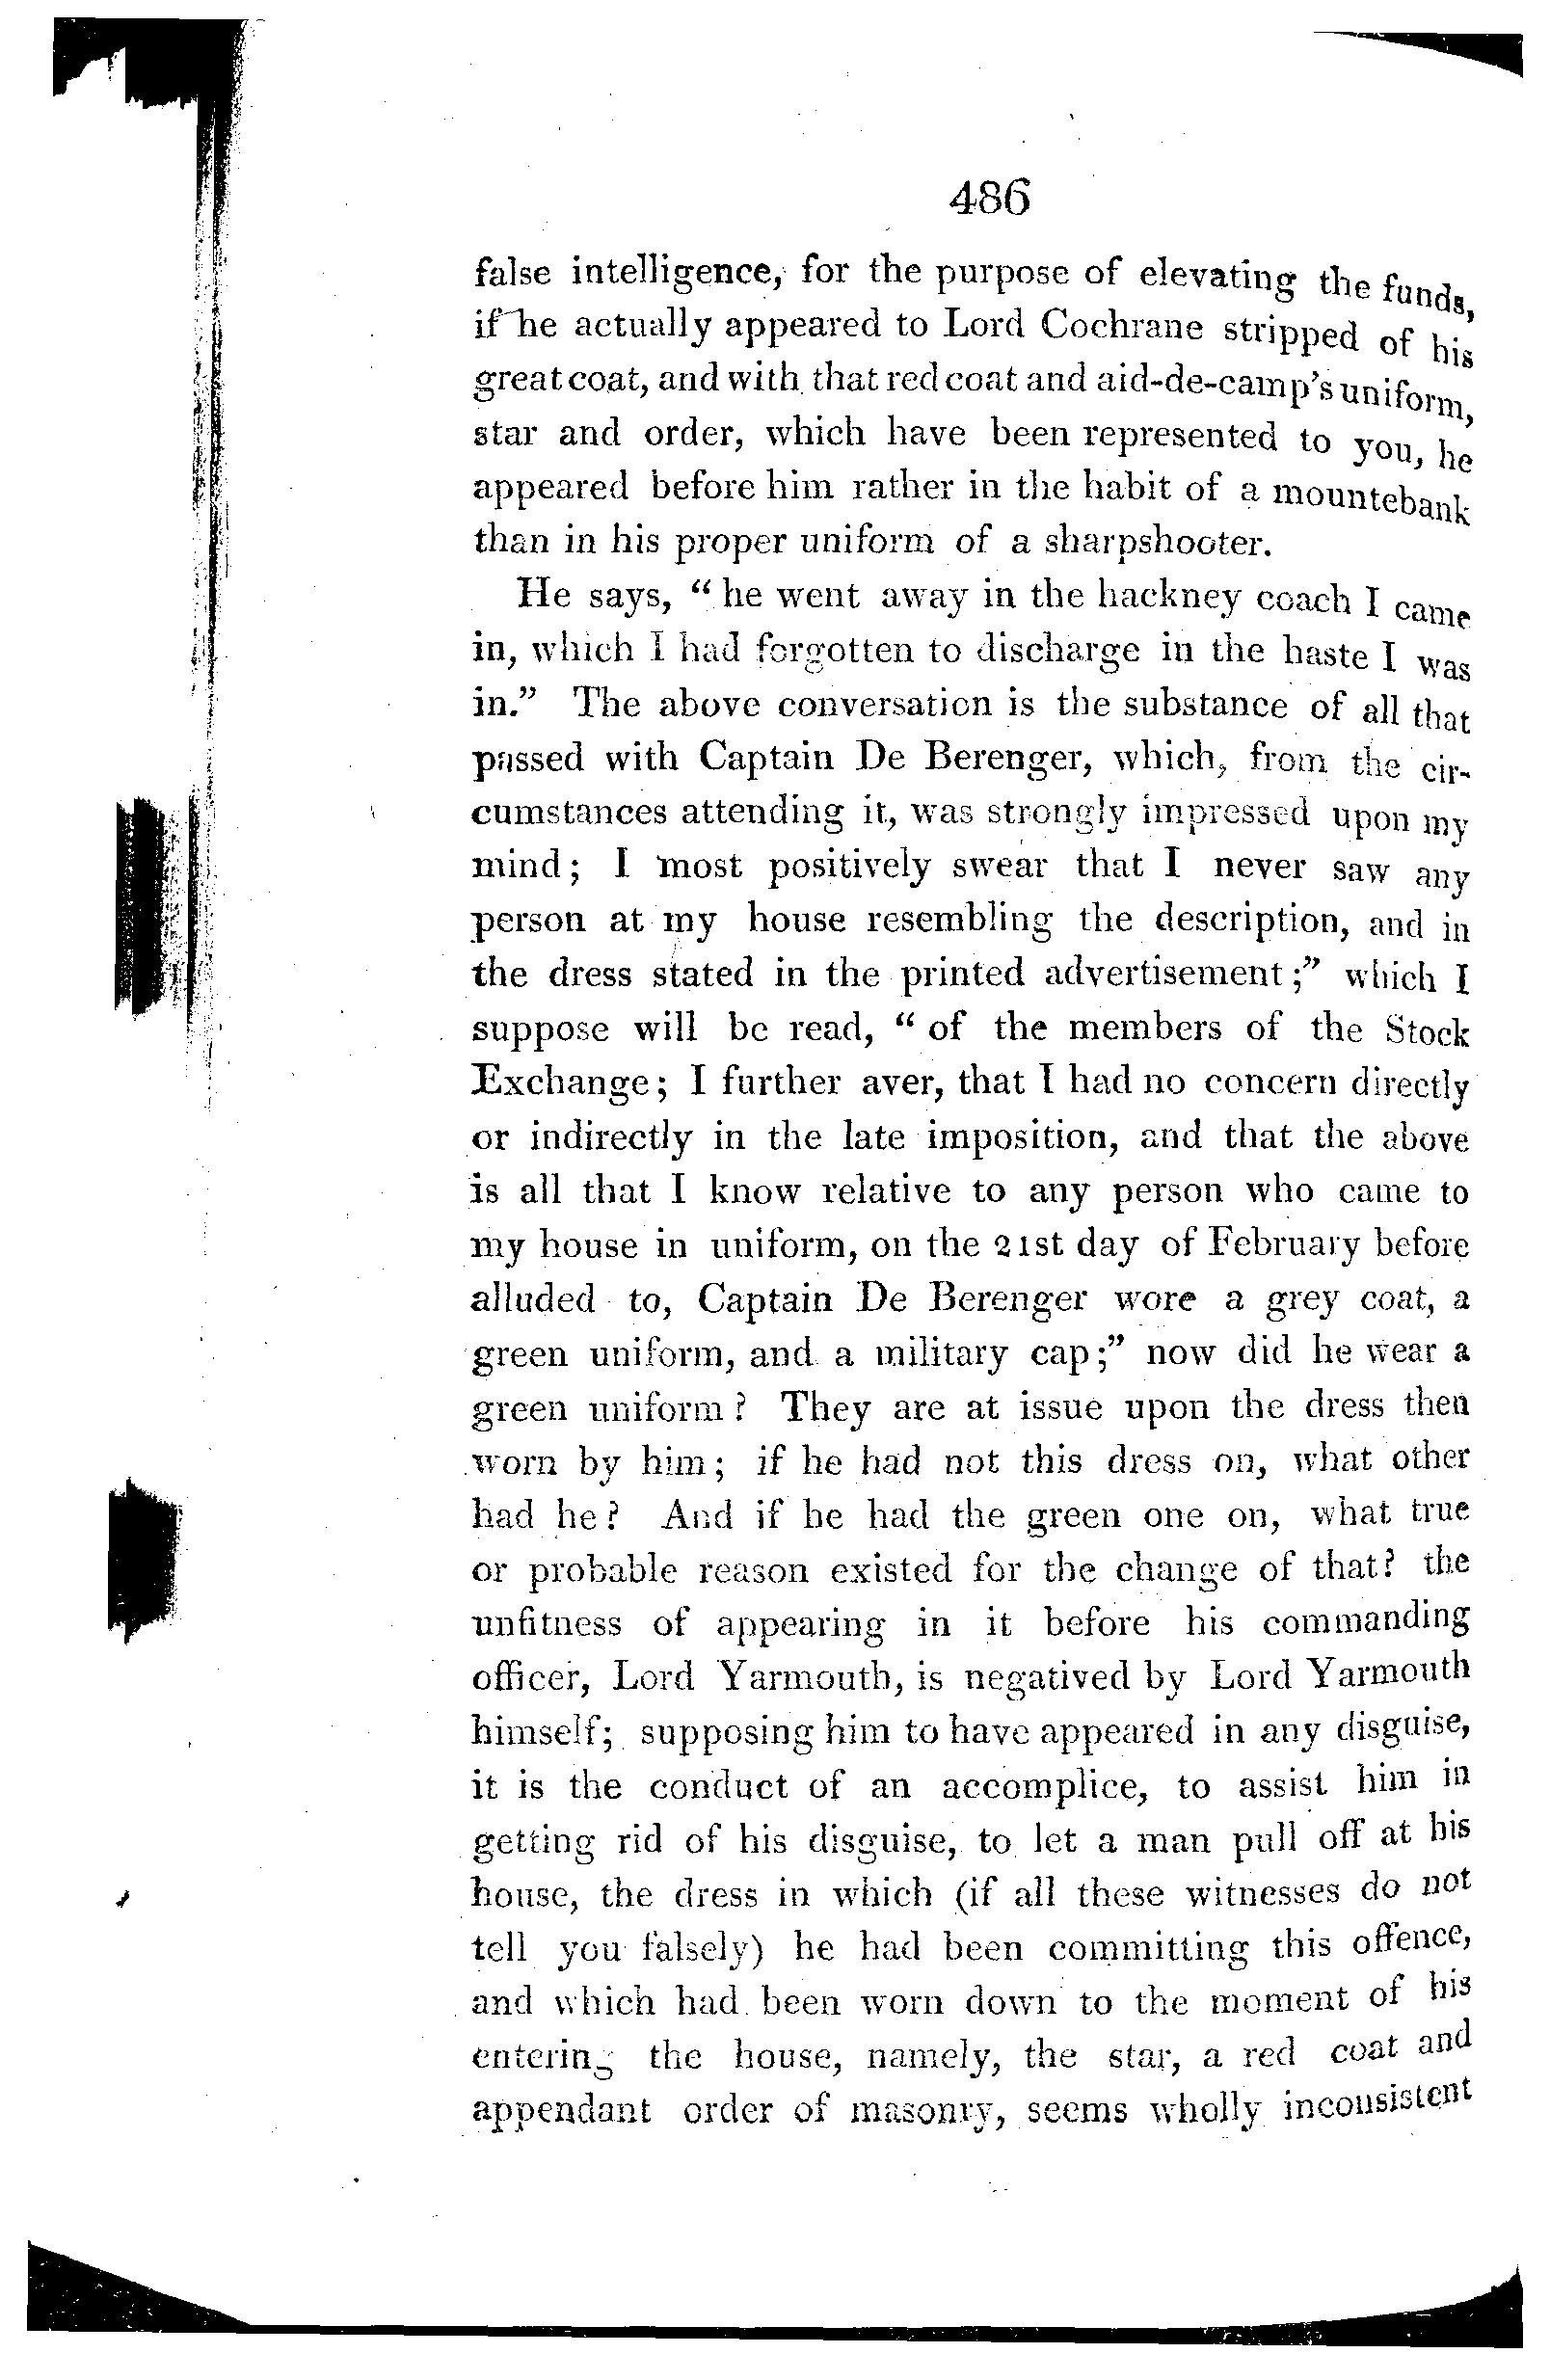 486
false intelligence, for the purpose of elevating the funds,
if he actually appeared to Lord Cochrane stripped of his
great coat, and with that red coat and aid-de-camp's uniform,
star and order, which have been represented to you, he
appeared before him rather in the habit of a mountebank
than in his proper uniform of a sharpshooter.
He says, “ he went away in the hackney coach I came
in, which I had forgotten to discharge in the haste I was
in.” The above conversation is the substance of all that
passed with Captain De Berenger, which, from the cir-
cumstances attending it, was strongly impressed upon my
mind; I most positively swear that I never saw any
person at my house resembling the description, and in
the dress stated in the printed advertisement;” which I
suppose will be read, “ of the members of the Stock
Exchange; I further aver, that I had no concern directly
or indirectly in the late imposition, and that the above
is all that I know relative to any person who came to
my house in uniform, on the 21st day of February before
alluded to, Captain De Berenger wore a grey coat, a
green uniform, and a military cap;” now did he wear a
green uniform? They are at issue upon the dress then
worn by him; if he had not this dress on, what other
had he? And if he had the green one on, what true
or probable reason existed for the change of that? the
unfitness of appearing in it before his commanding
officer, Lord Yarmouth, is negatived by Lord Yarmouth
himself; supposing him to have appeared in any disguise,
it is the conduct of an accomplice, to assist him in
getting rid of his disguise, to let a man pull off at his
house, the dress in which (if all these witnesses do not
tell you falsely) he had been committing this offence,
and which had been worn down to the moment of his
entering the house, namely, the star, a red coat and
appendant order of masonry, seems wholly inconsistent